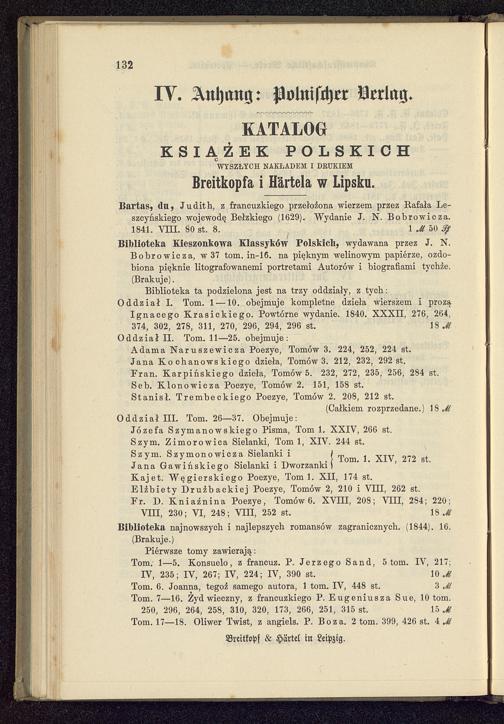 132
IV. Anhang: Polnischer Verlag.
KATALOG
KSIĄŻEK POLSKICH
WYSZŁYCH NAKŁADEM I DRUKIEM
Breitkopfa i Härtela w Lipsku.
Bartas, du, Judith, z francuzkiego przełożona wierzem przez Rafała Le-
szczyńskiego wojewodę Bełzkiego (1629). Wydanie J. N. Bobrowicza.
1841. VIII. 80 st. 8. 1 ℳ 50 ₰
Biblioteka Kieszonkowa Klassyków Polskich, wydawana przez J. N.
Bobrowicza, w 37 tom. in-16. na pięknym welinowym papiérze, ozdo-
biona pięknie litografowanemi portretami Autorów i biografiami tychże.
(Brakuje).
Biblioteka ta podzielona jest na trzy oddziały, z tych:
Oddział I. Tom. 1—10. obejmuje kompletne dzieła wierszem i prozą
Ignacego Krasickiego. Powtórne wydanie. 1840. XXXII, 276, 264,
374, 302, 278, 311, 270, 296, 294, 296 st. 18 ℳ
Oddział II. Tom. 11—25. obejmuje:
Adama Naruszewicza Poezye, Tomów 3. 224, 252, 224 st.
Jana Kochanowskiego dzieła, Tomów 3. 212, 232, 292 st.
Fran. Karpińskiego dzieła, Tomów 5. 232, 272, 235, 256, 284 st.
Seb. Klonowicza Poezye, Tomów 2. 151, 158 st.
Stanisł. Trembeckiego Poezye, Tomów 2. 208, 212 st.
(Całkiem rozprzedane.) 18 ℳ
Oddział III. Tom. 26—37. Obejmuje:
Józefa Szymanowskiego Pisma, Tom 1. XXIV, 266 st.
Szym. Zimorowica Sielanki, Tom 1, XIV. 244 st.
Szym. Szymonowicza Sielanki i
Jana Gawińskiego Sielanki i Dworzanki } Tom. 1. XIV, 272 st.
Kajet. Węgierskiego Poezye, Tom 1. XII, 174 st.
Elżbiety Drużbackiej Poezye, Tomów 2, 210 i VIII, 262 st.
Fr. D. Kniaźnina Poezye, Tomów 6. XVIII, 208; VIII, 284; 220;
VIII, 230; VI, 248; VIII, 252 st. 18 ℳ
Biblioteka najnowszych i najlepszych romansów zagranicznych. (1844). 16.
(Brakuje.)
Piérwsze tomy zawierają:
Tom. 1—5. Konsuelo, z francuz. P. Jerzego Sand, 5 tom. IV, 217;
IV, 235; IV, 267; IV, 224; IV, 390 st. 10 ℳ
Tom. 6. Joanna, tegoż samego autora, 1 tom. IV, 448 st. 3 ℳ
Tom. 7—16. Żyd wieczny, z francuzkiego P. Eugeniusza Sue, 10 tom.
250, 296, 264, 258, 310, 320, 173, 266, 251, 315 st. 15 ℳ
Tom. 17—18. Oliwer Twist, z angiels. P. Boza. 2 tom. 399, 426 st. 4 ℳ
Breitkopf & Härtel in Leipzig.